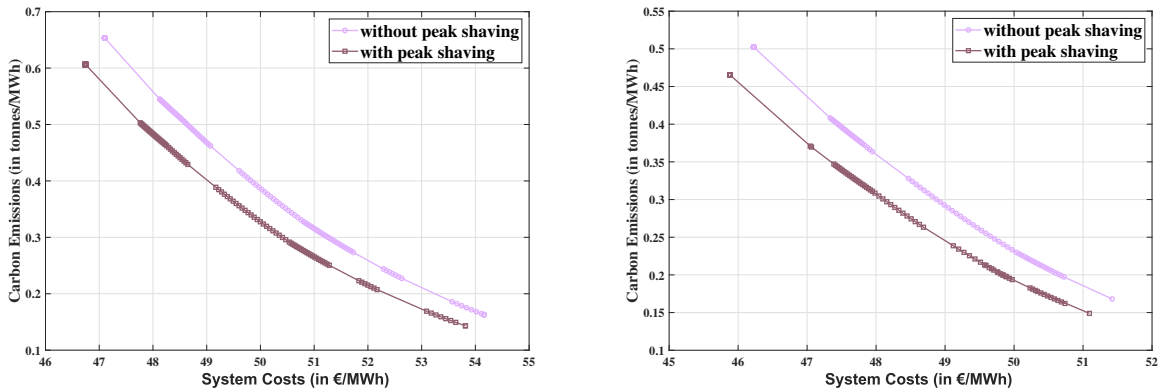 0.7
0.6
0.5
0.4
0.3
0.2
0.1
Carbon Emissions (in tonnes/MWh)
without peak shaving
with peak shaving
46 47 48 49 50 51 52 53 54 55
System Costs (in €/MWh)
0.55
0.5
0.45
0.4
0.35
0.3
0.25
0.2
0.15
0.1
Carbon Emissions (in tonnes/MWh)
without peak shaving
with peak shaving
45 46 47 48 49 50 51 52
System Costs (in €/MWh)